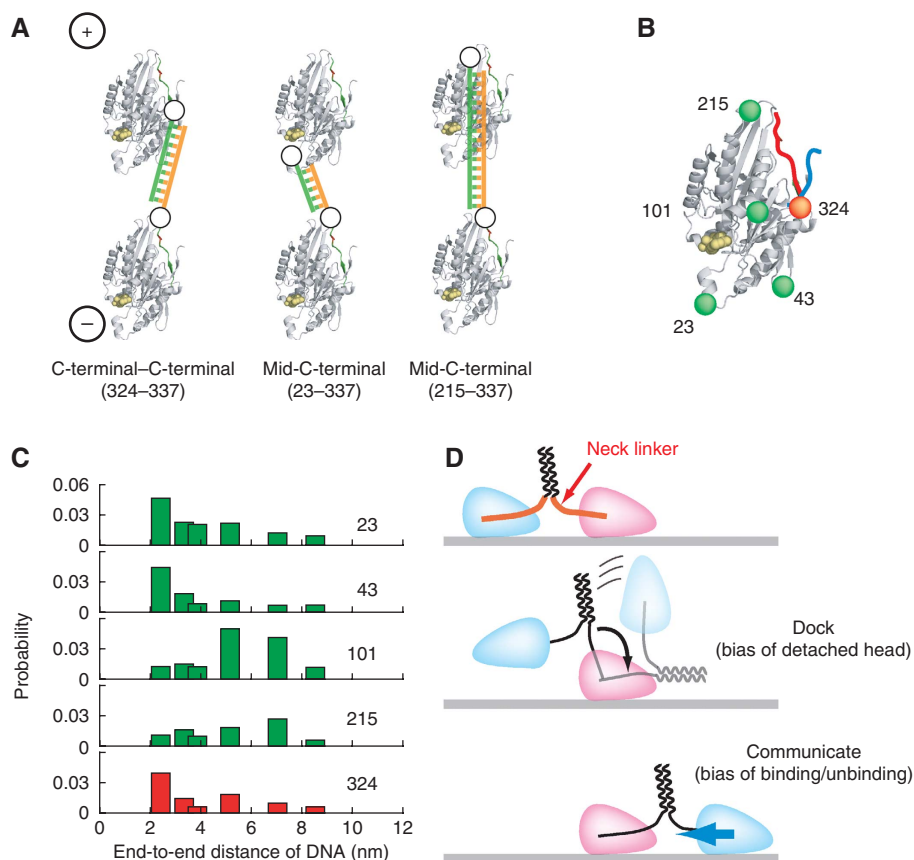 A
+
−
C-terminal–C-terminal
(324–337)
Mid-C-terminal
(23–337)
Mid-C-terminal
(215–337)
B
215
101
324
43
23
C
Probability
0.06
0.03
0
23
0.03
0
43
0.03
0
101
0.03
0
215
0.03
0
324
0 2 4 6 8 10 12
End-to-end distance of DNA (nm)
D
Neck linker
Dock
(bias of detached head)
Communicate
(bias of binding/unbinding)